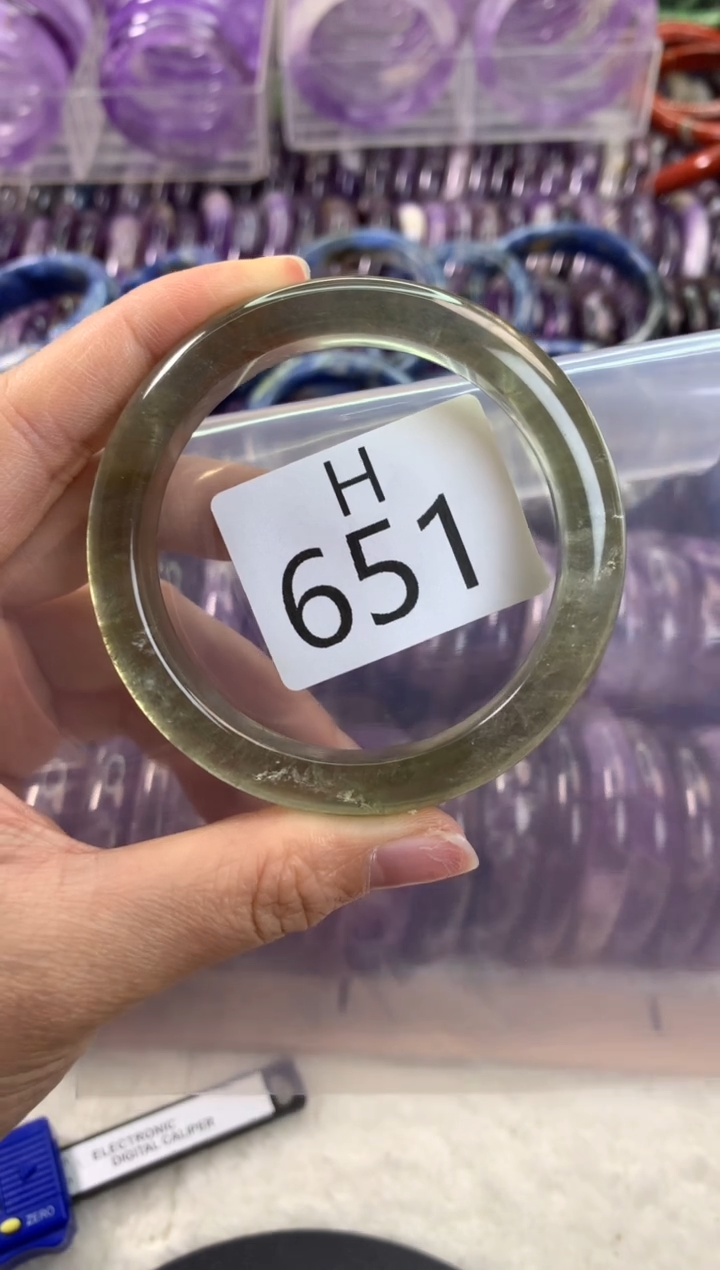 H
651
ELECTRONIC
DIGITAL CALIPER
ZERO